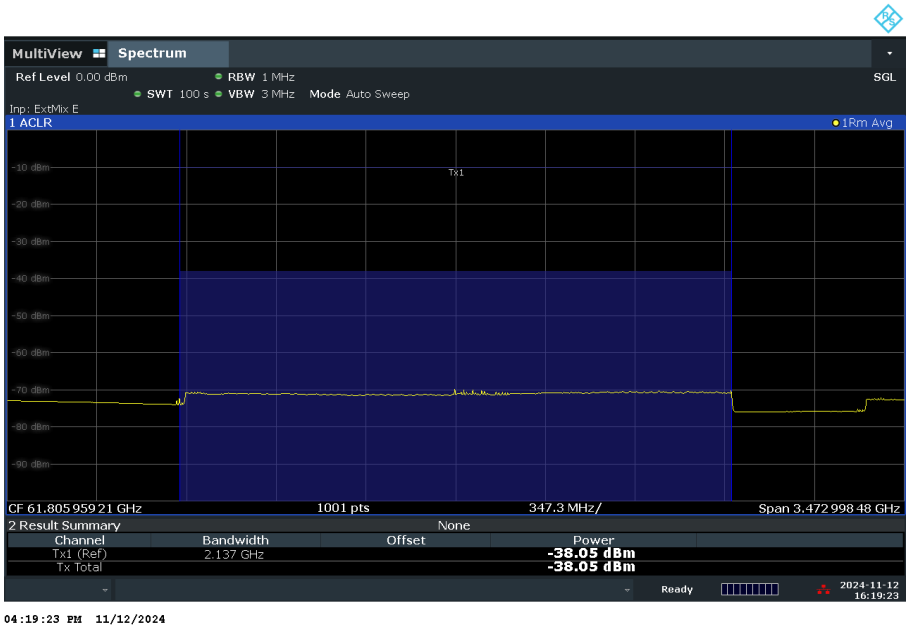 R S
MultiView Spectrum
Ref Level 0.00 dBm RBW 1 MHz SGL
SWT 100 s VBW 3 MHz Mode Auto Sweep
Inp: ExtMix E
1 ACLR 1Rm Avg
-10 dBm
Tx1
-20 dBm
-30 dBm
-40 dBm
-50 dBm
-60 dBm
-70 dBm
-80 dBm
-90 dBm
CF 61.805 959 21 GHz 1001 pts 347.3 MHz/ Span 3.472 998 48 GHz
2 Result Summary None
Channel Bandwidth Offset Power
Tx1 (Ref) 2.137 GHz -38.05 dBm
Tx Total -38.05 dBm
Ready 2024-11-12
16:19:23
04:19:23 PM 11/12/2024